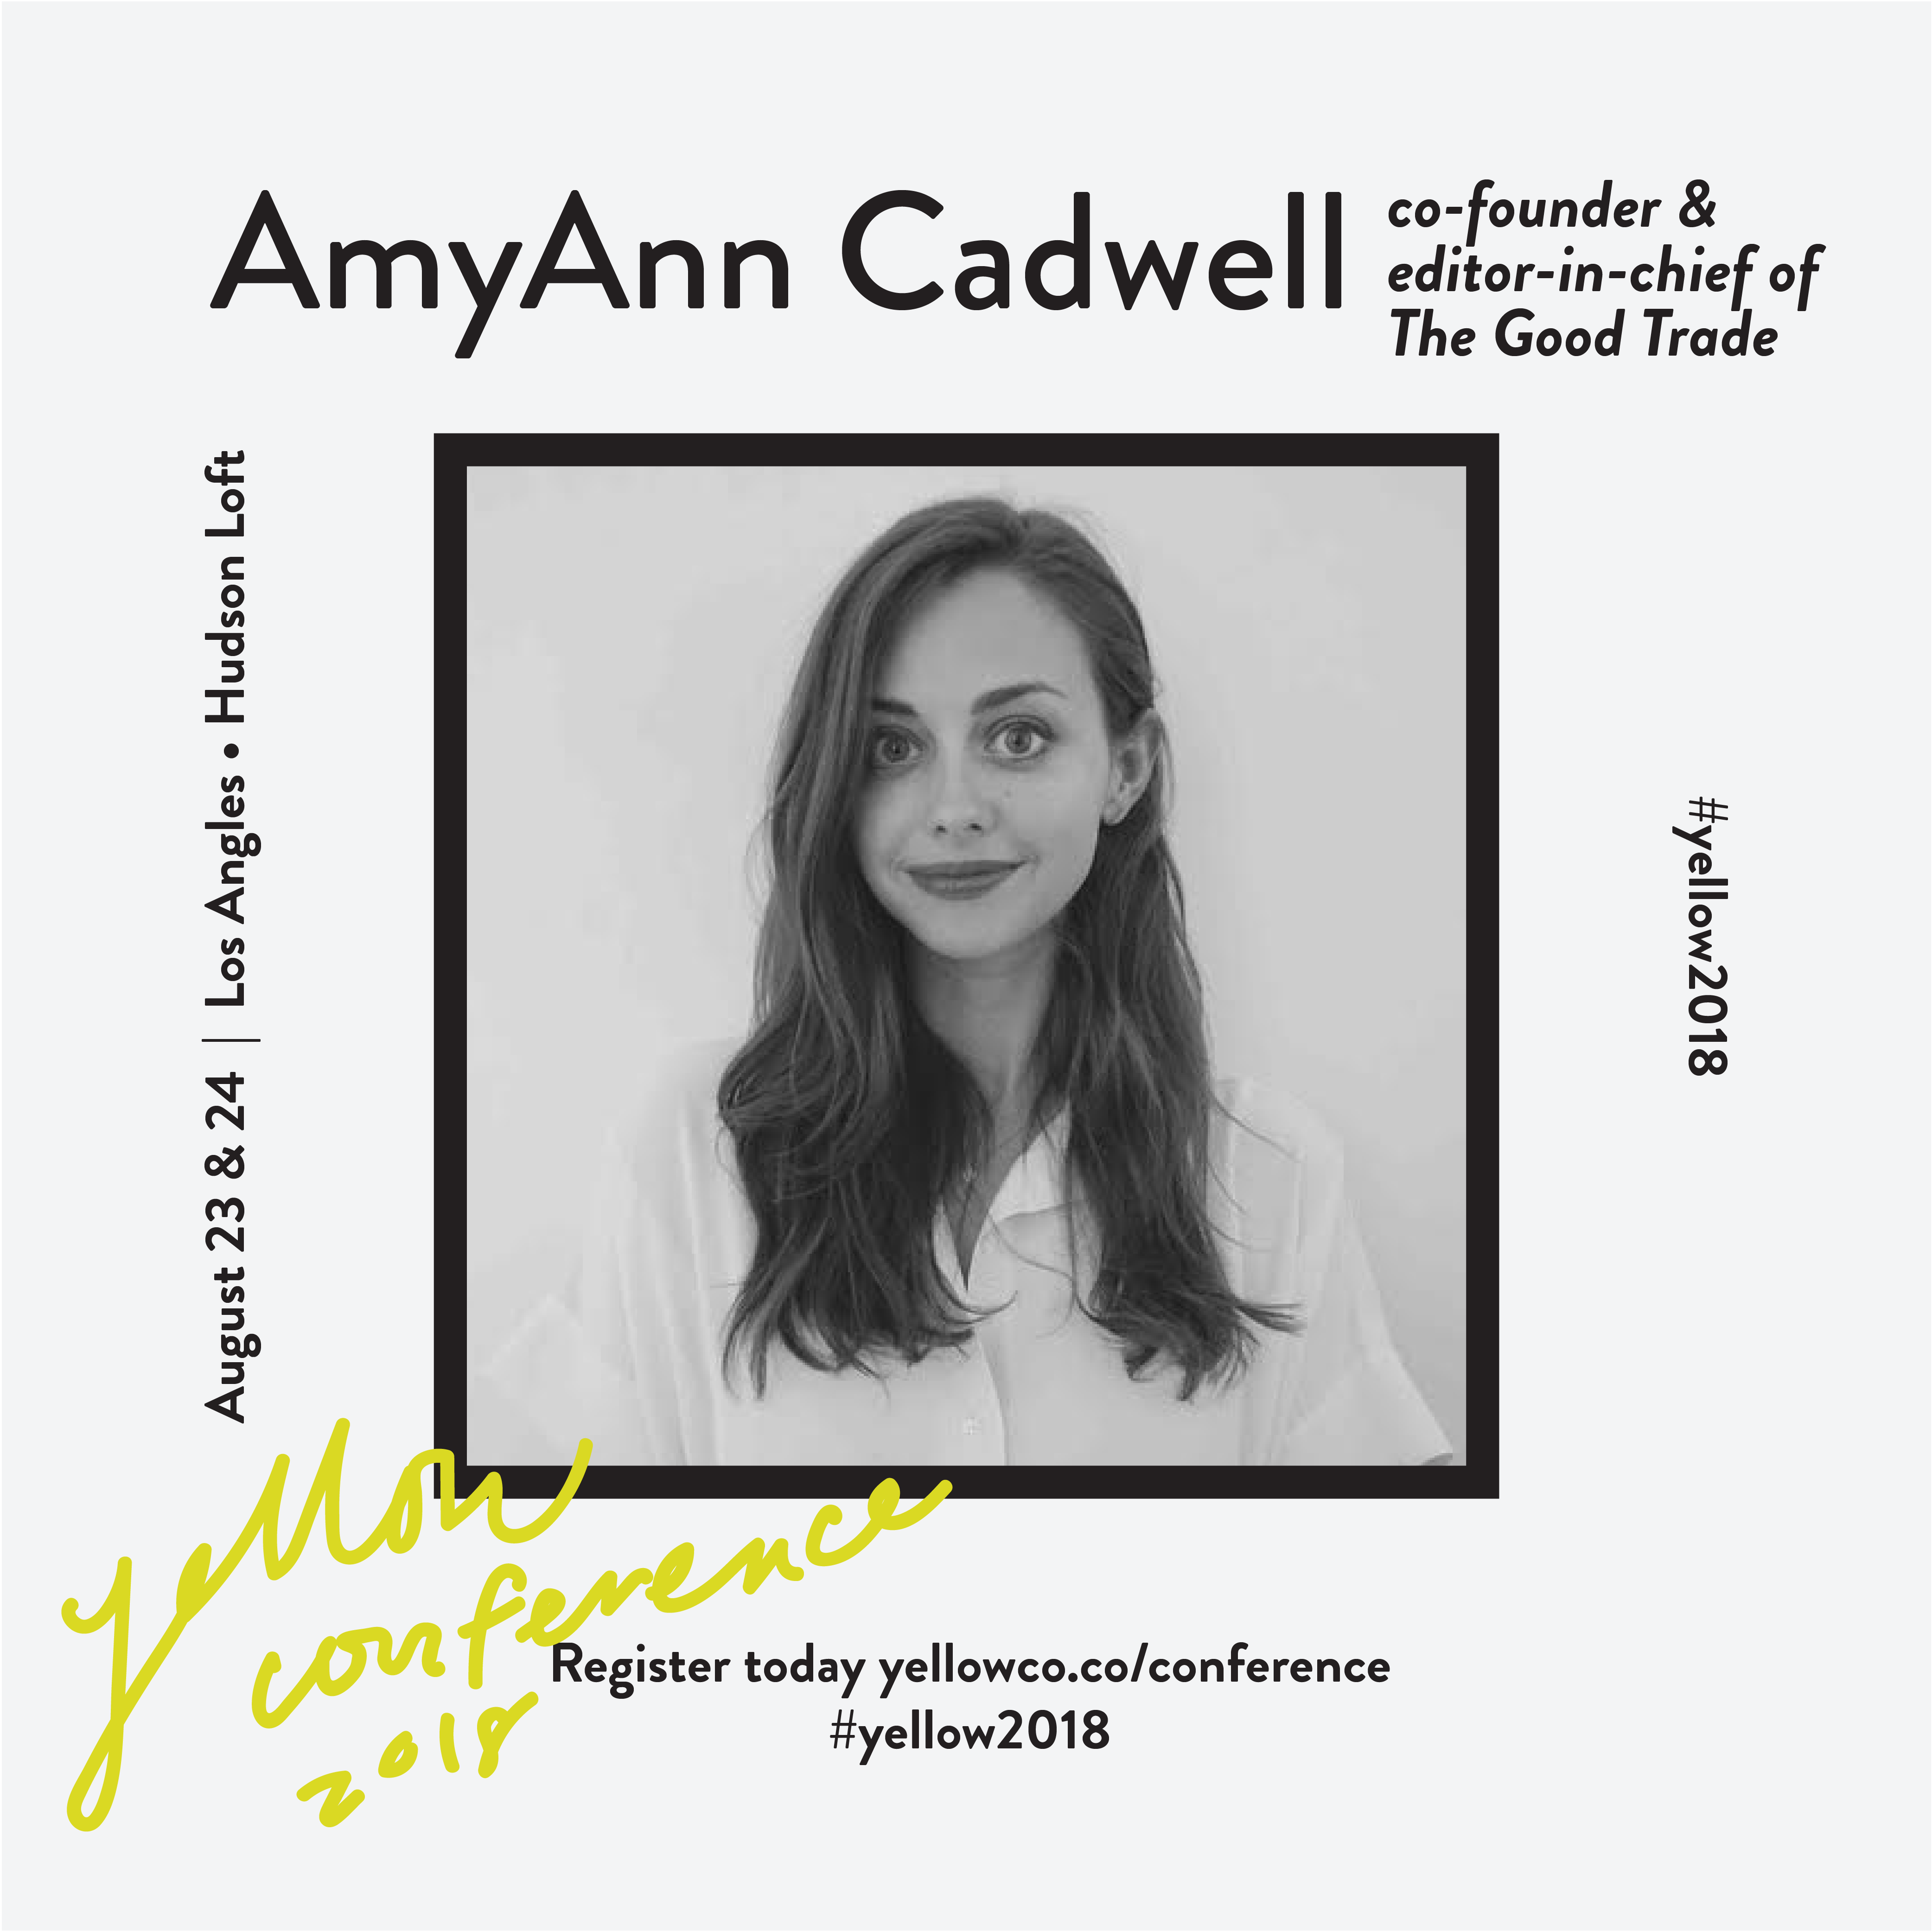 AmyAnn Cadwell
co-founder &
editor-in-chief of
The Good Trade
August 23 & 24 | Los Angles • Hudson Loft
#yellow2018
yellow
conference
2018
Register today yellowco.co/conference
#yellow2018